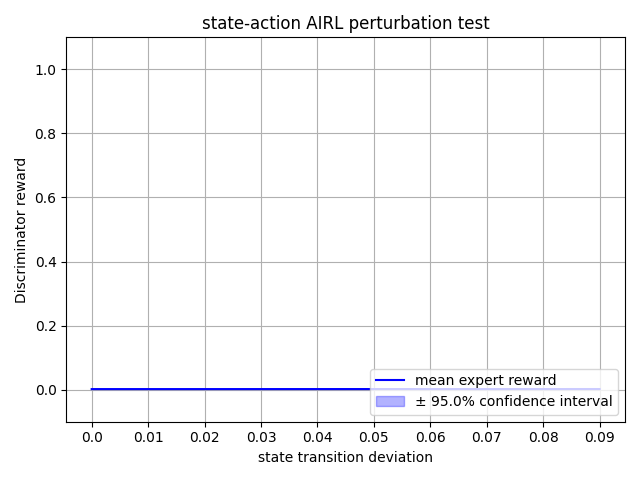 state-action AIRL perturbation test
1.0
0.8
0.6
0.4
0.2
0.0
Discriminator reward
mean expert reward
± 95.0% confidence interval
0.0 0.01 0.02 0.03 0.04 0.05 0.06 0.07 0.08 0.09
state transition deviation